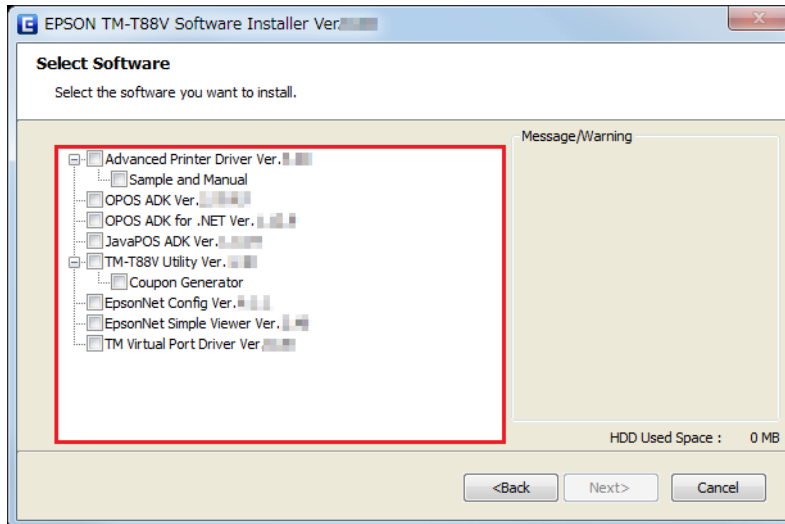 EPSON TM-T88V Software Installer Ver.
Select Software
Select the software you want to install.
Message/Warning
Advanced Printer Driver Ver.
Sample and Manual
OPOS ADK Ver.
OPOS ADK for .NET Ver.
JavaPOS ADK Ver.
TM-T88V Utility Ver.
Coupon Generator
EpsonNet Config Ver.
EpsonNet Simple Viewer Ver.
TM Virtual Port Driver Ver.
HDD Used Space : 0 MB
<Back Next> Cancel